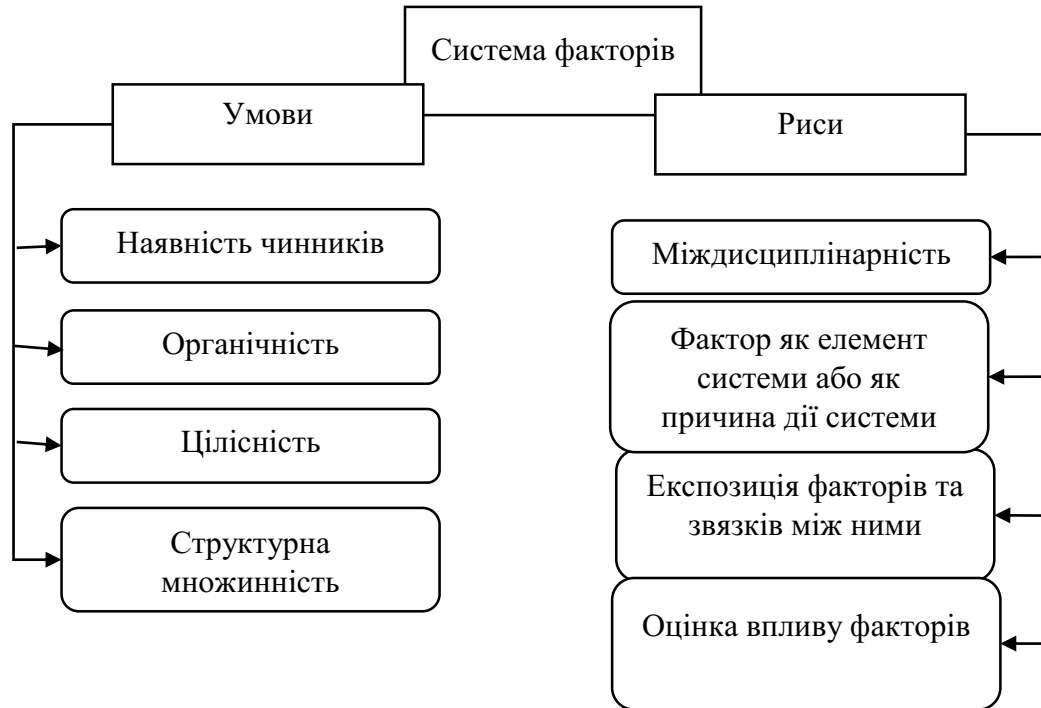 Система факторів
Умови
Риси
Наявність чинників
Органічність
Цілісність
Структурна
множинність
Міждисциплінарність
Фактор як елемент
системи або як
причина дії системи
Експозиція факторів та
звязків між ними
Оцінка впливу факторів